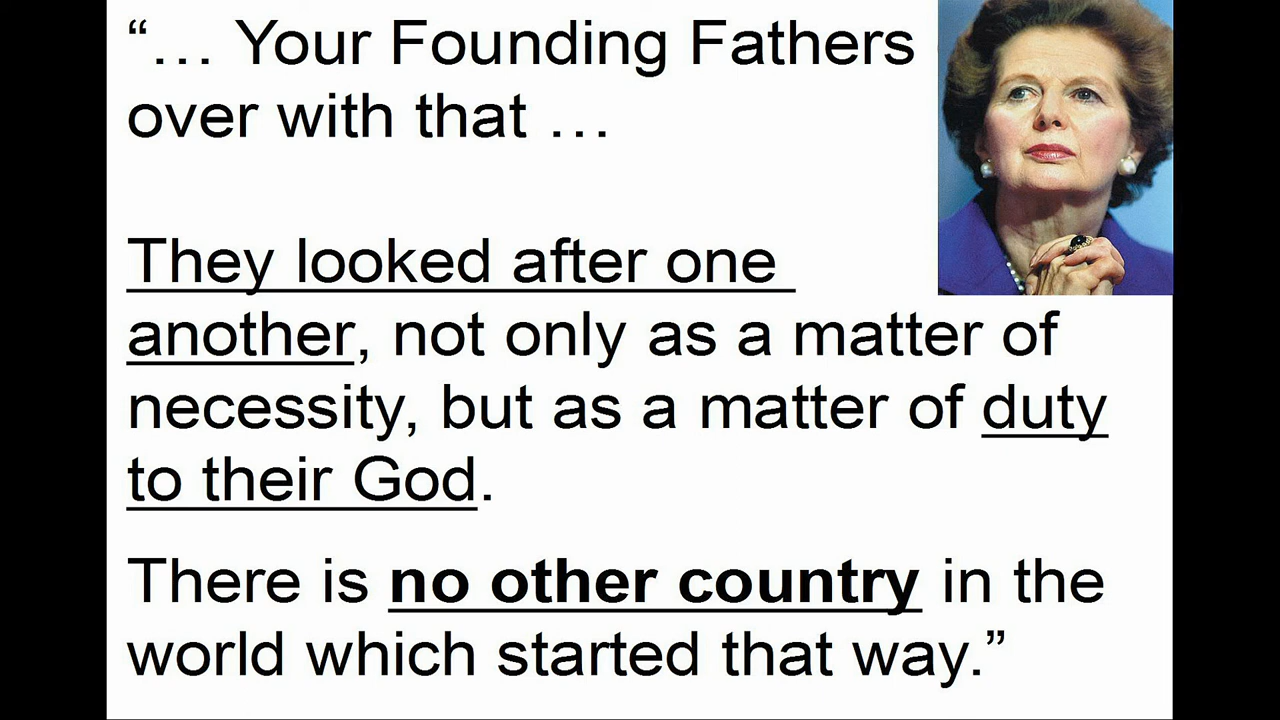 “… Your Founding Fathers
over with that …
They looked after one
another, not only as a matter of
necessity, but as a matter of duty
to their God.
There is no other country in the
world which started that way.”